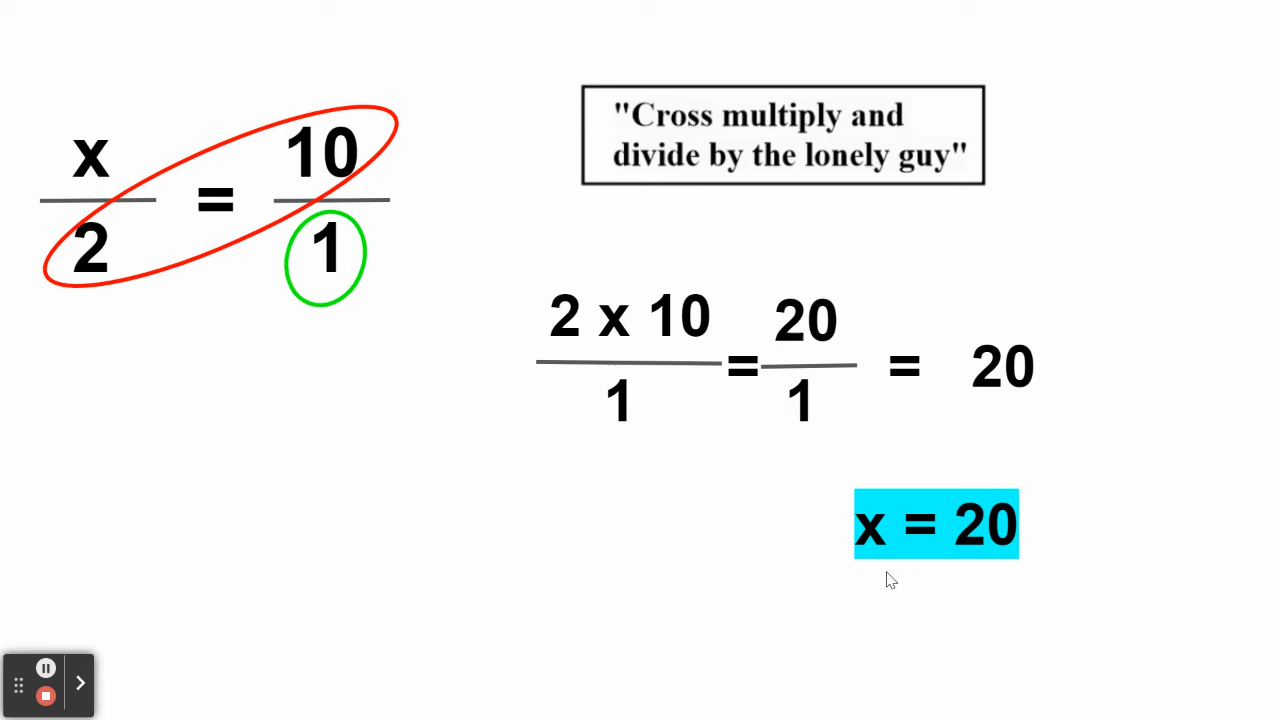 x
2
=
10
1
"Cross multiply and
divide by the lonely guy"
2 x 10
1
=
20
1
= 20
x = 20